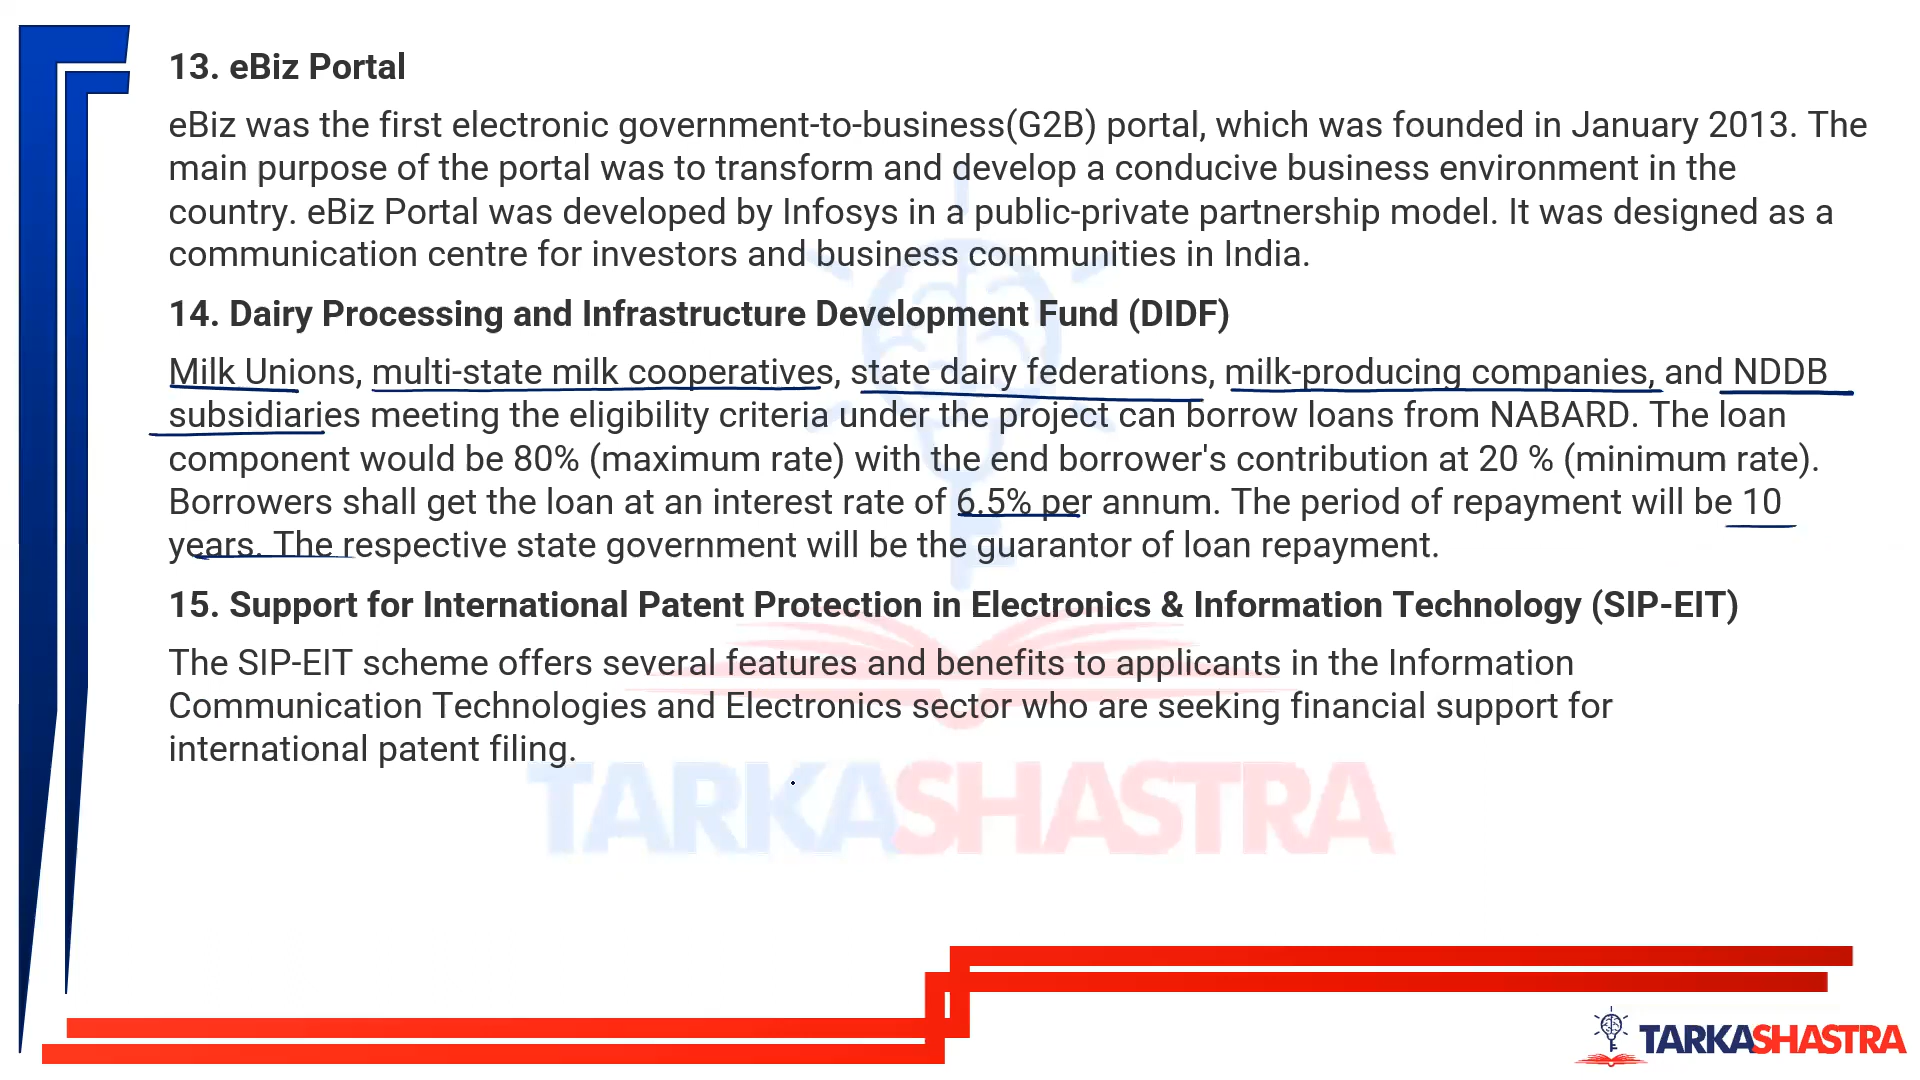 13. eBiz Portal
eBiz was the first electronic government-to-business(G2B) portal, which was founded in January 2013. The
main purpose of the portal was to transform and develop a conducive business environment in the
country. eBiz Portal was developed by Infosys in a public-private partnership model. It was designed as a
communication centre for investors and business communities in India.
14. Dairy Processing and Infrastructure Development Fund (DIDF)
Milk Unions, multi-state milk cooperatives, state dairy federations, milk-producing companies, and NDDB
subsidiaries meeting the eligibility criteria under the project can borrow loans from NABARD. The loan
component would be 80% (maximum rate) with the end borrower's contribution at 20 % (minimum rate).
Borrowers shall get the loan at an interest rate of 6.5% per annum. The period of repayment will be 10
years. The respective state government will be the guarantor of loan repayment.
15. Support for International Patent Protection in Electronics & Information Technology (SIP-EIT)
The SIP-EIT scheme offers several features and benefits to applicants in the Information
Communication Technologies and Electronics sector who are seeking financial support for
international patent filing.
TARKASHASTRA
TARKASHASTRA